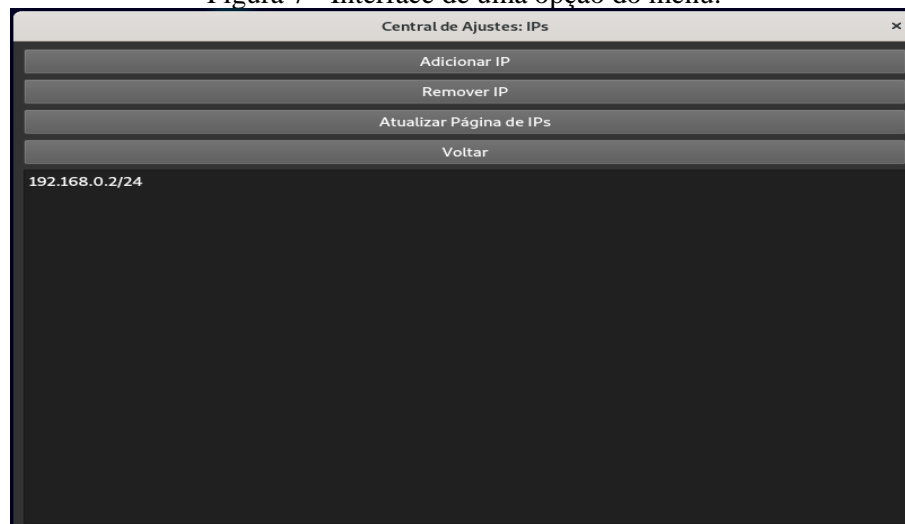 Figura 7 - Interface de uma opção do menu.
Central de Ajustes: IPs ×
Adicionar IP
Remover IP
Atualizar Página de IPs
Voltar
192.168.0.2/24